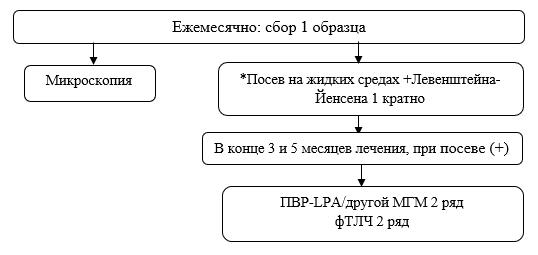 Ежемесячно: сбор 1 образца
Микроскопия
*Посев на жидких средах +Левенштейна-
Йенсена 1 кратно
В конце 3 и 5 месяцев лечения, при посеве (+)
ПВР-LPA/другой МГМ 2 ряд
фТЛЧ 2 ряд